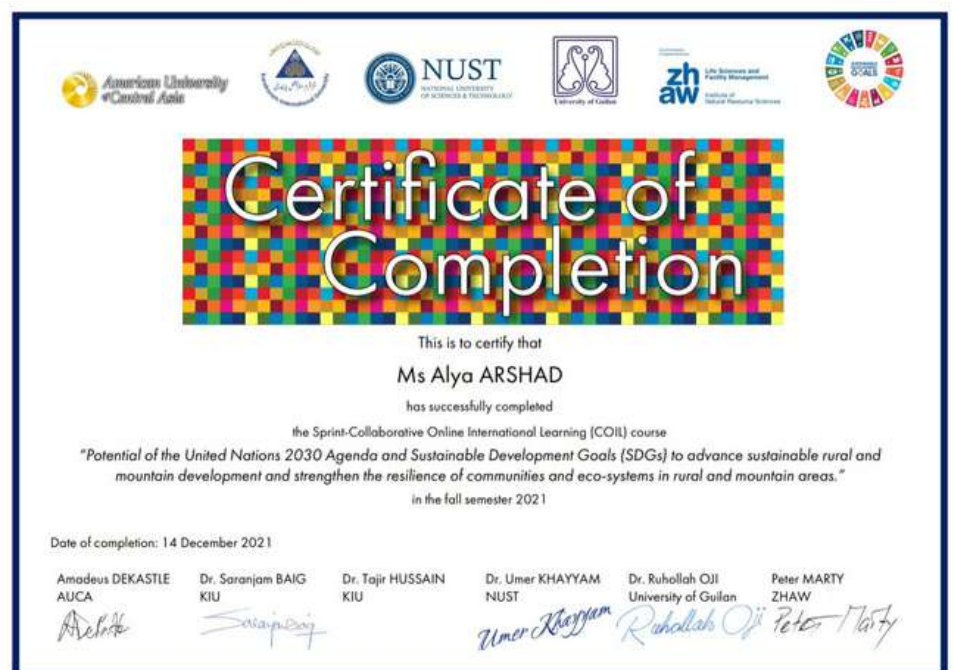 American University
of Central Asia
NUST
NATIONAL UNIVERSITY
OF SCIENCES & TECHNOLOGY
University of Guilan
zh
aw
Life Sciences and
Facility Management
Institute of
Natural Resource Sciences
SUSTAINABLE
DEVELOPMENT
GOALS
Certificate of
Completion
This is to certify that
Ms Alya ARSHAD
has successfully completed
the Sprint-Collaborative Online International Learning (COIL) course
"Potential of the United Nations 2030 Agenda and Sustainable Development Goals (SDGs) to advance sustainable rural and
mountain development and strengthen the resilience of communities and eco-systems in rural and mountain areas."
in the fall semester 2021
Date of completion: 14 December 2021
Amadeus DEKASTLE
AUCA
Dr. Saranjam BAIG
KIU
Dr. Tajir HUSSAIN
KIU
Dr. Umer KHAYYAM
NUST
Dr. Ruhollah OJI
University of Guilan
Peter MARTY
ZHAW
Umer Khayyam
Ruhollah Oji
Peter Marty